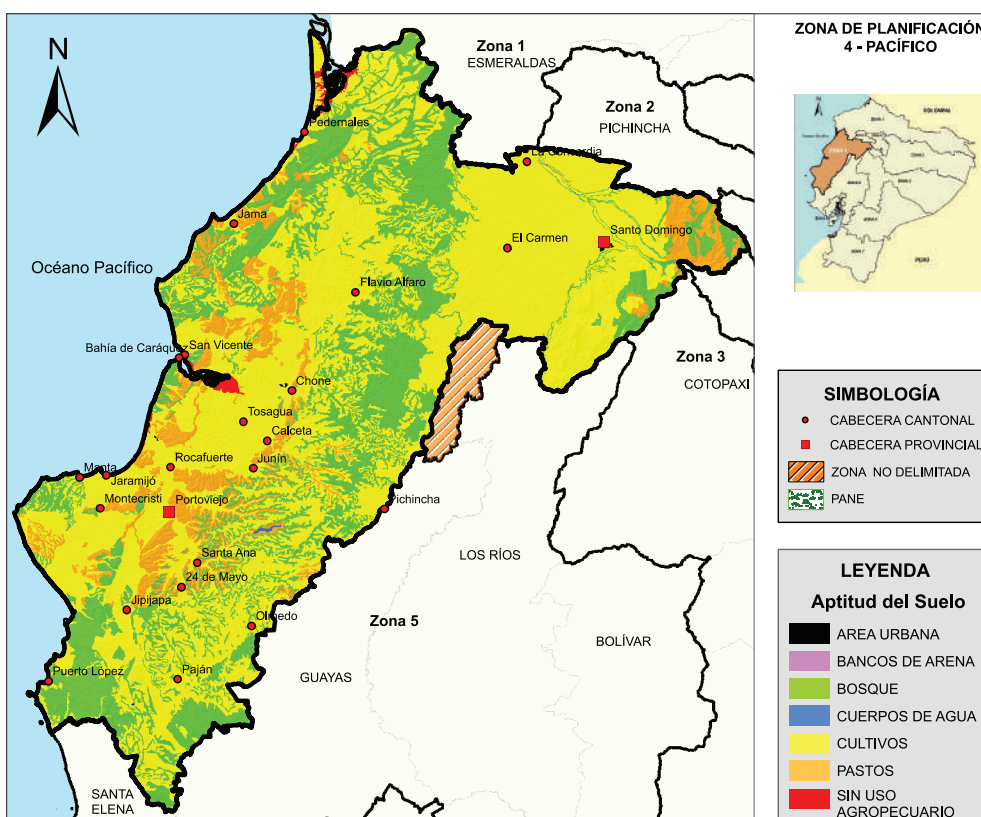 ZONA DE PLANIFICACIÓN
4 - PACÍFICO
N
Zona 1
ESMERALDAS
Zona 2
PICHINCHA
Pedernales
La Concordia
Jama
El Carmen
Santo Domingo
Océano Pacífico
Flavio Alfaro
Bahía de Caráquez
San Vicente
Zona 3
COTOPAXI
Chone
Tosagua
Calceta
Rocafuerte
Junín
Manta
Jaramijó
Montecristi
Portoviejo
Pichincha
LOS RÍOS
Santa Ana
24 de Mayo
Jipijapa
Olmedo
Zona 5
BOLÍVAR
Puerto López
Paján
GUAYAS
SANTA
ELENA
N
COLOMBIA
PERÚ
SIMBOLOGÍA
CABECERA CANTONAL
CABECERA PROVINCIAL
ZONA NO DELIMITADA
PANE
LEYENDA
Aptitud del Suelo
AREA URBANA
BANCOS DE ARENA
BOSQUE
CUERPOS DE AGUA
CULTIVOS
PASTOS
SIN USO
AGROPECUARIO